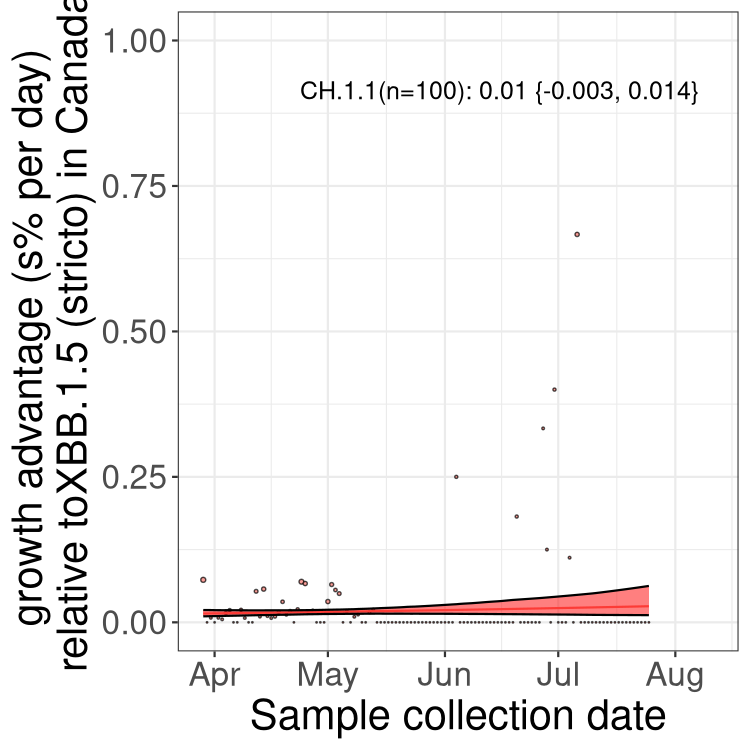 growth advantage (s% per day)
relative toXBB.1.5 (stricto) in Canada
1.00
0.75
0.50
0.25
0.00
CH.1.1(n=100): 0.01 {-0.003, 0.014}
Apr May Jun Jul Aug
Sample collection date